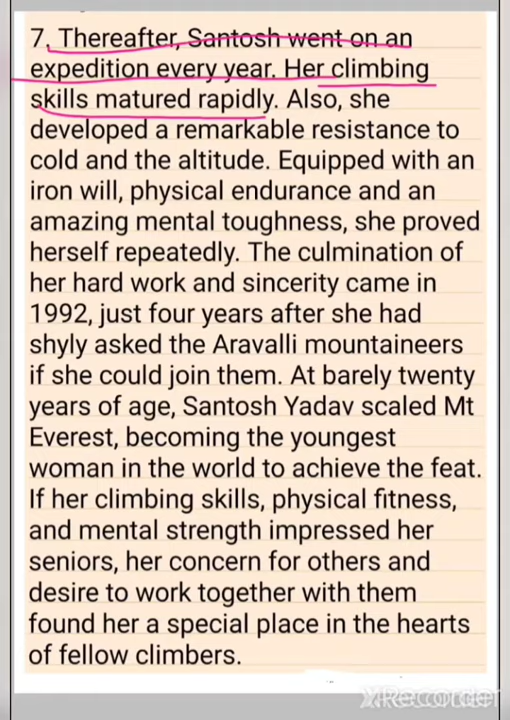 7. Thereafter, Santosh went on an
expedition every year. Her climbing
skills matured rapidly. Also, she
developed a remarkable resistance to
cold and the altitude. Equipped with an
iron will, physical endurance and an
amazing mental toughness, she proved
herself repeatedly. The culmination of
her hard work and sincerity came in
1992, just four years after she had
shyly asked the Aravalli mountaineers
if she could join them. At barely twenty
years of age, Santosh Yadav scaled Mt
Everest, becoming the youngest
woman in the world to achieve the feat.
If her climbing skills, physical fitness,
and mental strength impressed her
seniors, her concern for others and
desire to work together with them
found her a special place in the hearts
of fellow climbers.
XRecorder